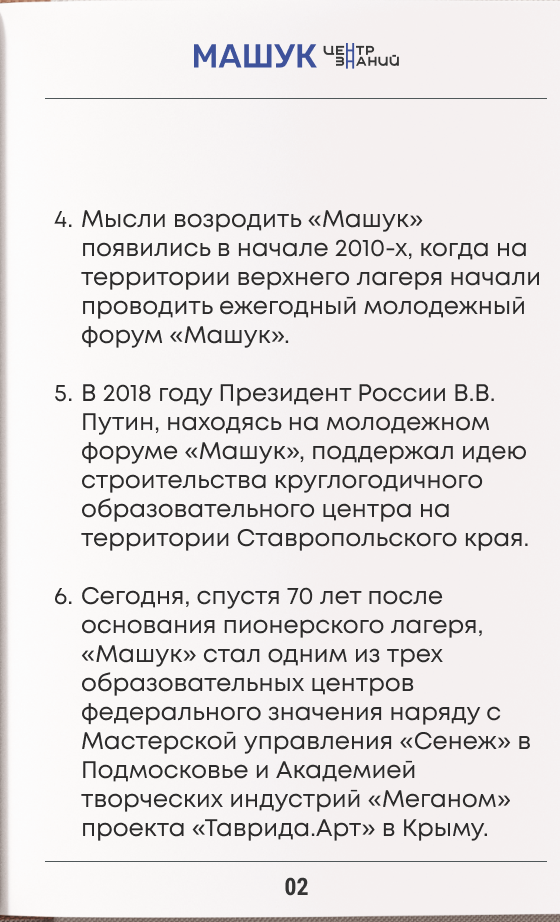 МАШУК ЦЕНТР
ЗНАНИЙ
4. Мысли возродить «Машук»
появились в начале 2010-х, когда на
территории верхнего лагеря начали
проводить ежегодный молодежный
форум «Машук».
5. В 2018 году Президент России В.В.
Путин, находясь на молодежном
форуме «Машук», поддержал идею
строительства круглогодичного
образовательного центра на
территории Ставропольского края.
6. Сегодня, спустя 70 лет после
основания пионерского лагеря,
«Машук» стал одним из трех
образовательных центров
федерального значения наряду с
Мастерской управления «Сенеж» в
Подмосковье и Академией
творческих индустрий «Меганом»
проекта «Таврида.Арт» в Крыму.
02